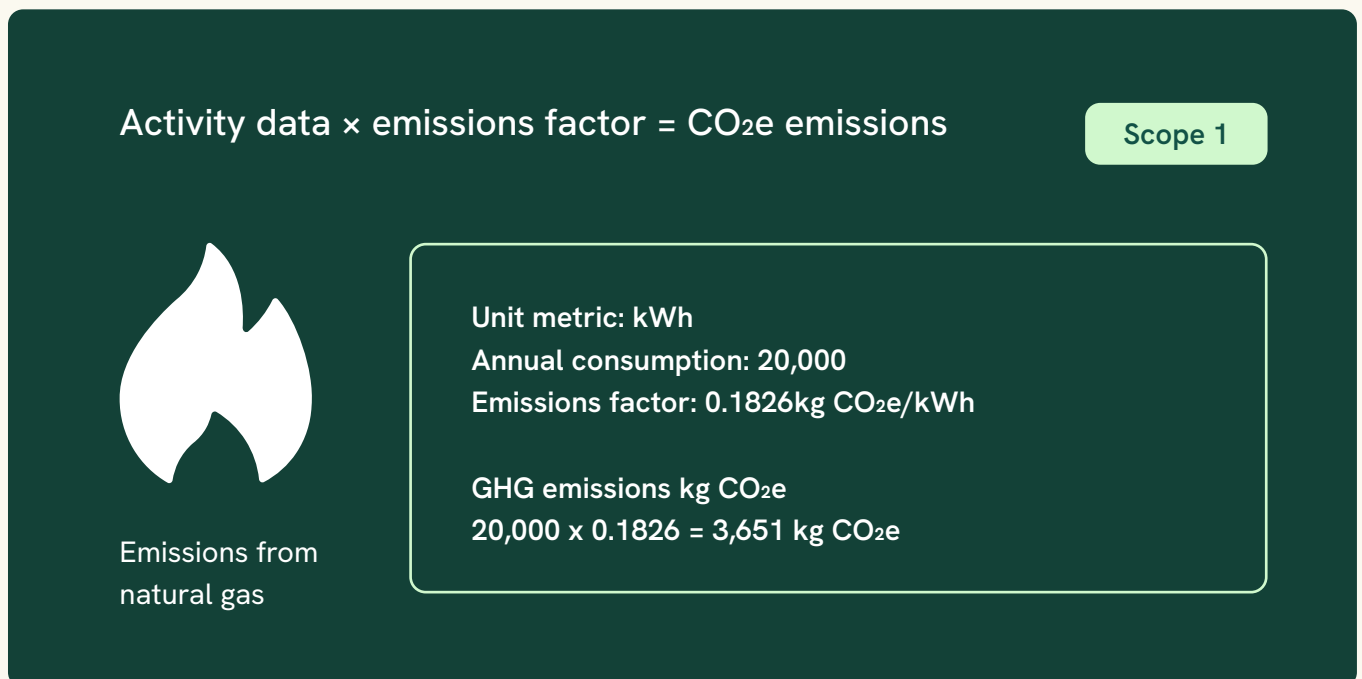 Activity data × emissions factor = CO₂e emissions
Scope 1
Unit metric: kWh
Annual consumption: 20,000
Emissions factor: 0.1826kg CO₂e/kWh
GHG emissions kg CO₂e
20,000 x 0.1826 = 3,651 kg CO₂e
Emissions from
natural gas